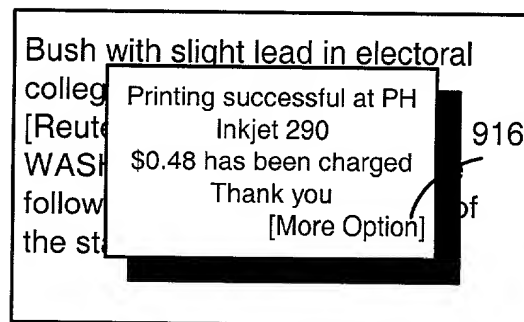 Bush with slight lead in electoral
colleg
[Reute
WASH
follow of
the sta
Printing successful at PH
Inkjet 290
$0.48 has been charged
Thank you
[More Option]
916